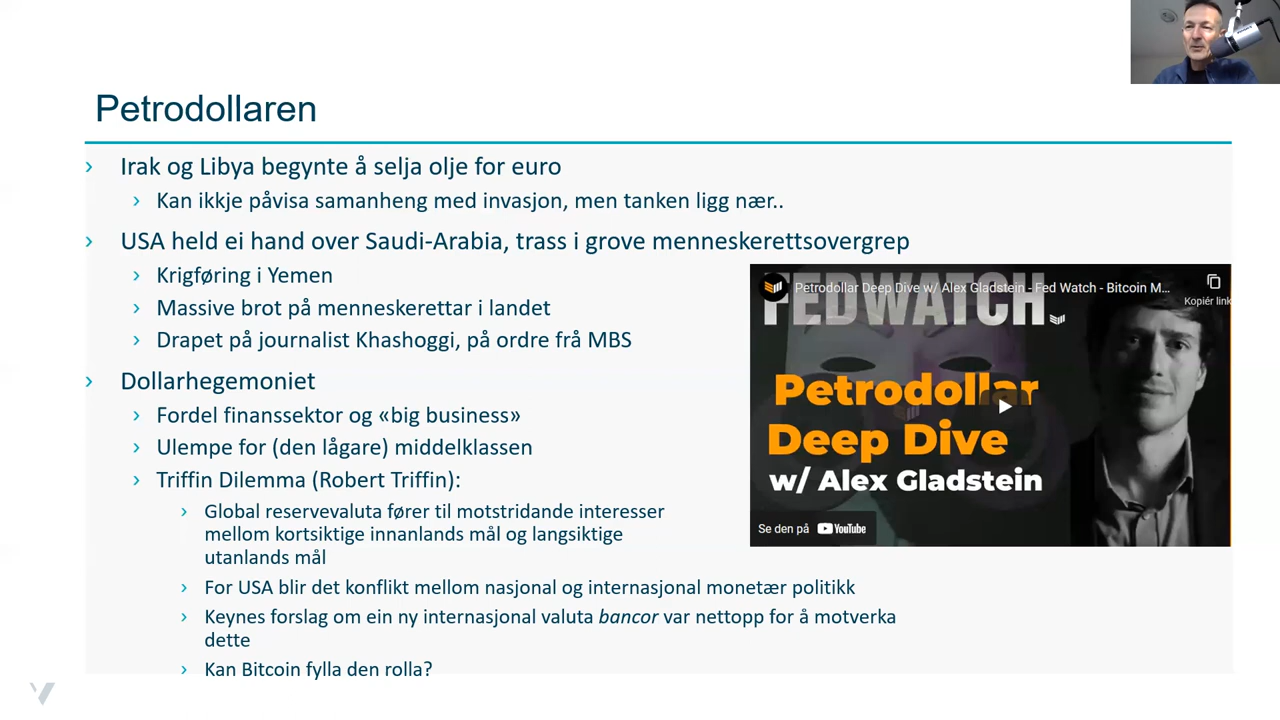 Petrodollaren
› Irak og Libya begynte å selja olje for euro
› Kan ikkje påvisa samanheng med invasjon, men tanken ligg nær..
› USA held ei hand over Saudi-Arabia, trass i grove menneskerettsovergrep
› Krigføring i Yemen
› Massive brot på menneskerettar i landet
› Drapet på journalist Khashoggi, på ordre frå MBS
› Dollarhegemoniet
› Fordel finanssektor og «big business»
› Ulempe for (den lågare) middelklassen
› Triffin Dilemma (Robert Triffin):
› Global reservevaluta fører til motstridande interesser
mellom kortsiktige innanlands mål og langsiktige
utanlands mål
› For USA blir det konflikt mellom nasjonal og internasjonal monetær politikk
› Keynes forslag om ein ny internasjonal valuta bancor var nettopp for å motverka
dette
› Kan Bitcoin fylla den rolla?
FEDWATCH
Petrodollar Deep Dive w/ Alex Gladstein - Fed Watch - Bitcoin M...
Kopiér link
Petrodollar
Deep Dive
w/ Alex Gladstein
Se den på YouTube